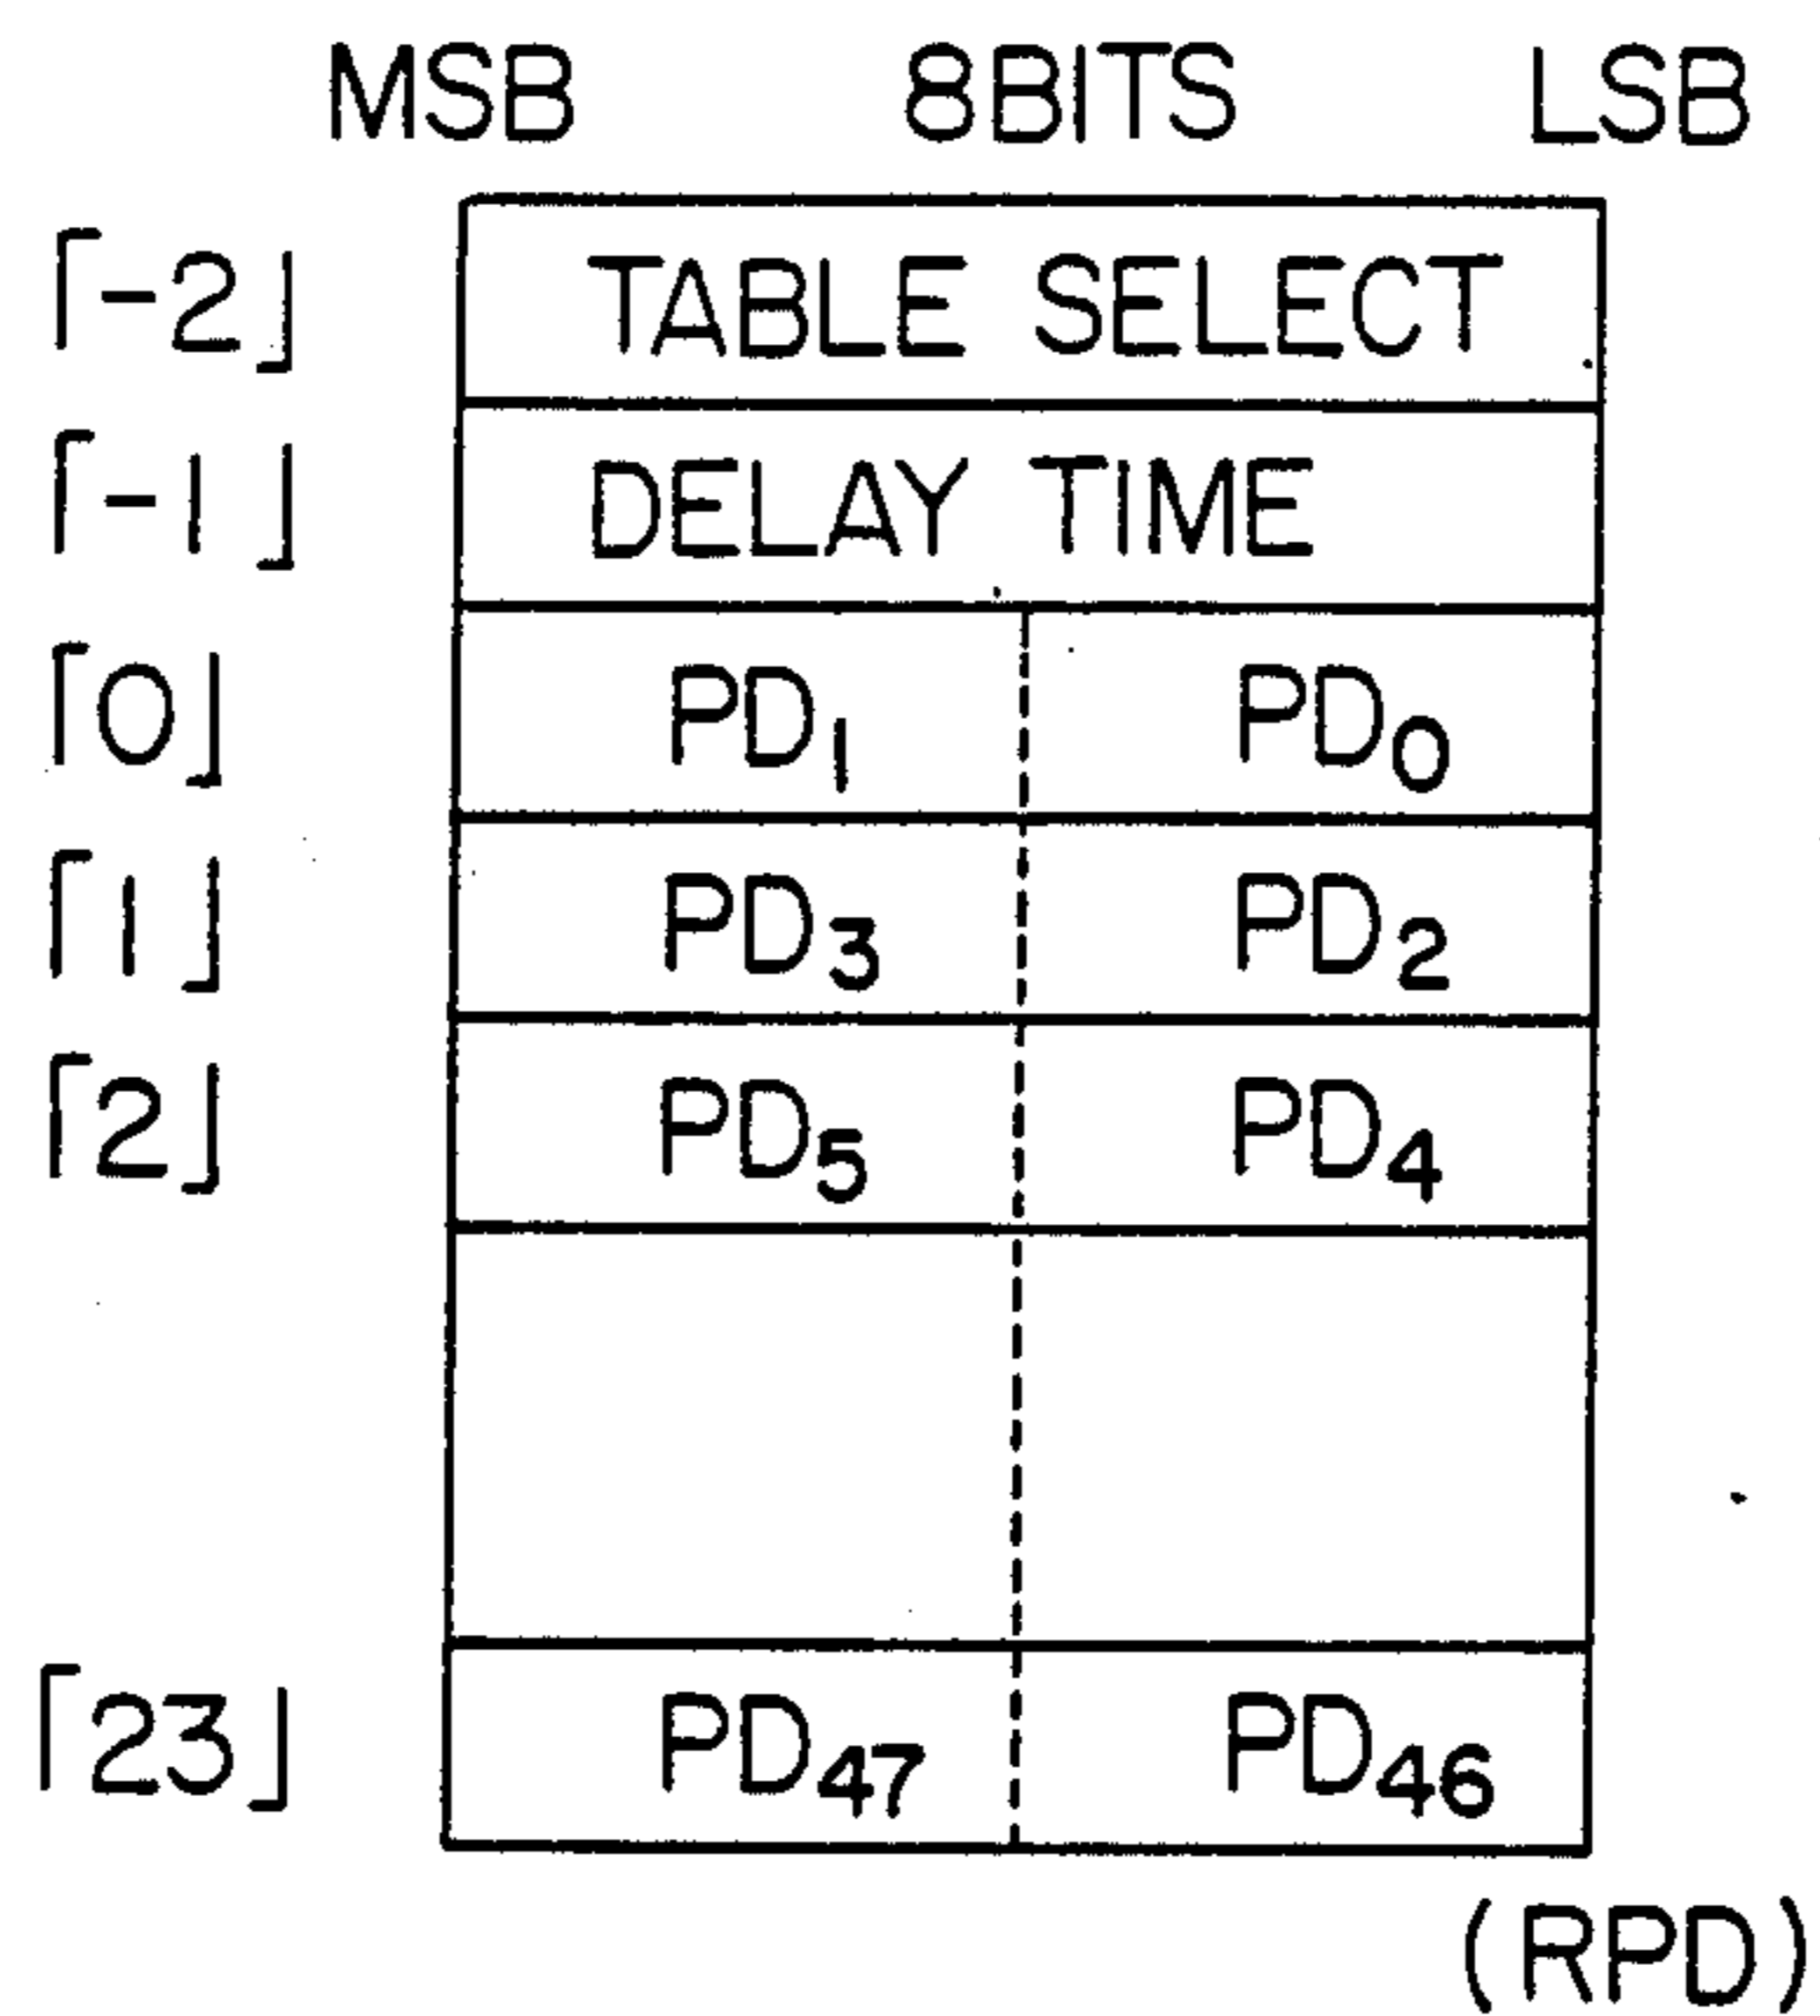 MSB 8BITS LSB
「-2」 TABLE SELECT
「-1」 DELAY TIME
「0」 PD1 PD0
「1」 PD3 PD2
「2」 PD5 PD4
「23」 PD47 PD46
(RPD)